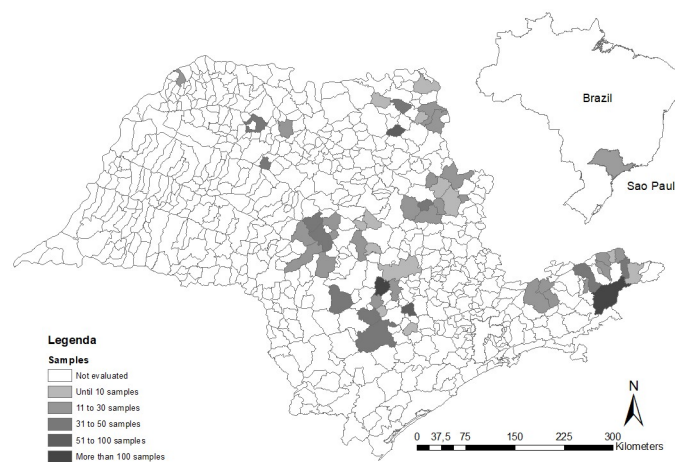 Brazil
Sao Paul
Legenda
Samples
Not evaluated
Until 10 samples
11 to 30 samples
31 to 50 samples
51 to 100 samples
More than 100 samples
N
0 37,5 75 150 225 300
Kilometers